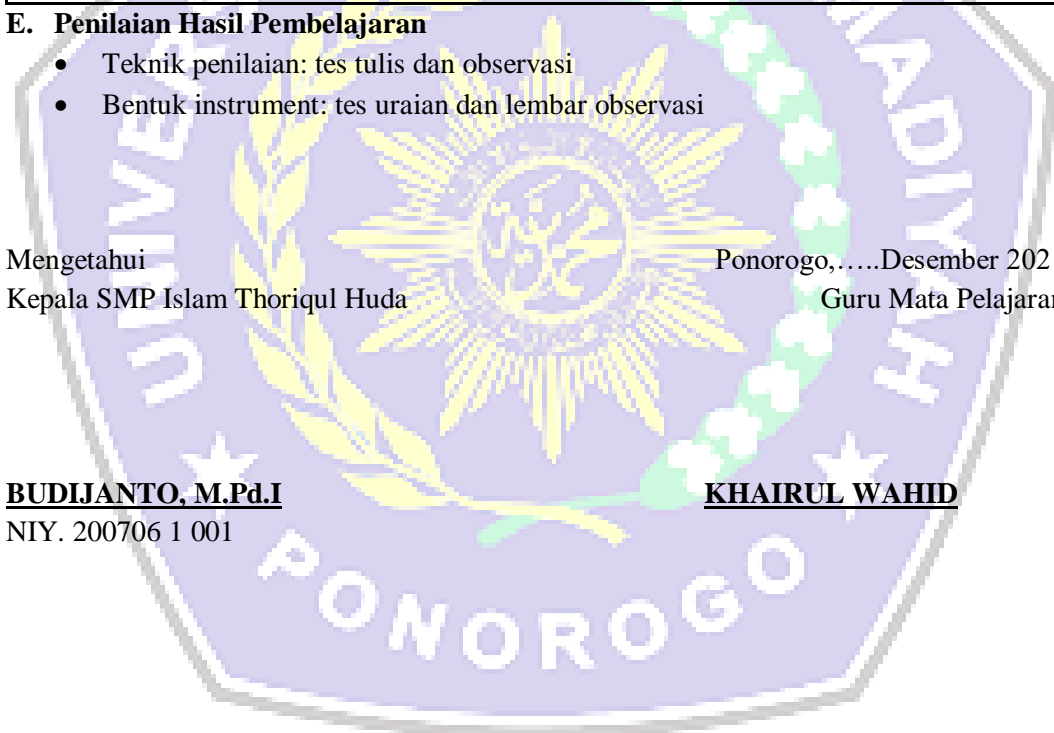 E. Penilaian Hasil Pembelajaran
• Teknik penilaian: tes tulis dan observasi
• Bentuk instrument: tes uraian dan lembar observasi
Mengetahui Ponorogo,…..Desember 202
Kepala SMP Islam Thoriqul Huda Guru Mata Pelajaran
BUDIJANTO, M.Pd.I KHAIRUL WAHID
NIY. 200706 1 001
PONOROGO